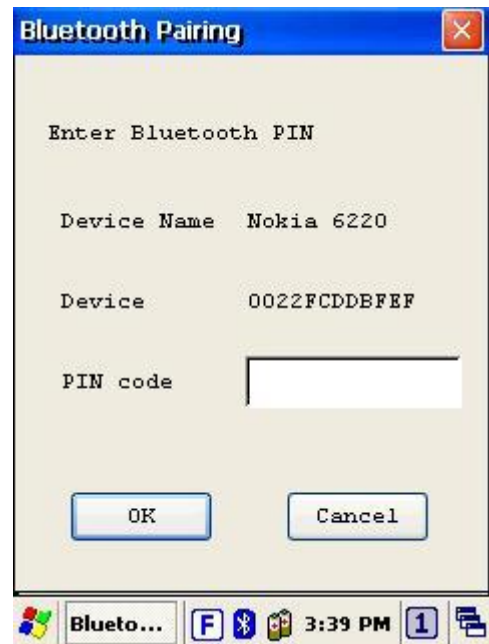 Bluetooth Pairing
Enter Bluetooth PIN
Device Name Nokia 6220
Device 0022FCDDBFEF
PIN code
OK Cancel
Blueto... F 3:39 PM 1